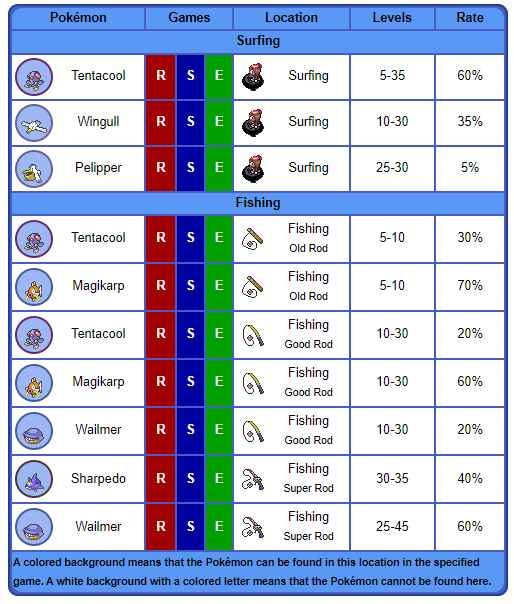 Pokémon Games Location Levels Rate
Surfing
Tentacool R S E Surfing 5-35 60%
Wingull R S E Surfing 10-30 35%
Pelipper R S E Surfing 25-30 5%
Fishing
Tentacool R S E Fishing Old Rod 5-10 30%
Magikarp R S E Fishing Old Rod 5-10 70%
Tentacool R S E Fishing Good Rod 10-30 20%
Magikarp R S E Fishing Good Rod 10-30 60%
Wailmer R S E Fishing Good Rod 10-30 20%
Sharpedo R S E Fishing Super Rod 30-35 40%
Wailmer R S E Fishing Super Rod 25-45 60%
A colored background means that the Pokémon can be found in this location in the specified
game. A white background with a colored letter means that the Pokémon cannot be found here.